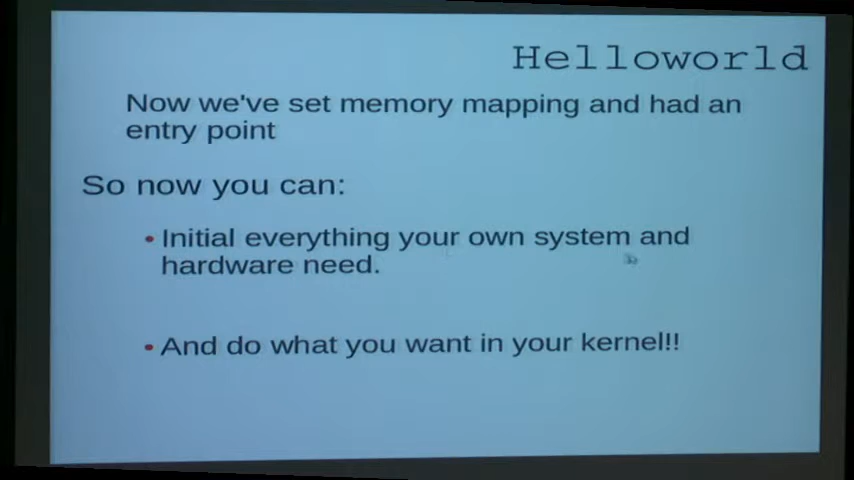 Helloworld
Now we've set memory mapping and had an
entry point
So now you can:
• Initial everything your own system and
hardware need.
• And do what you want in your kernel!!